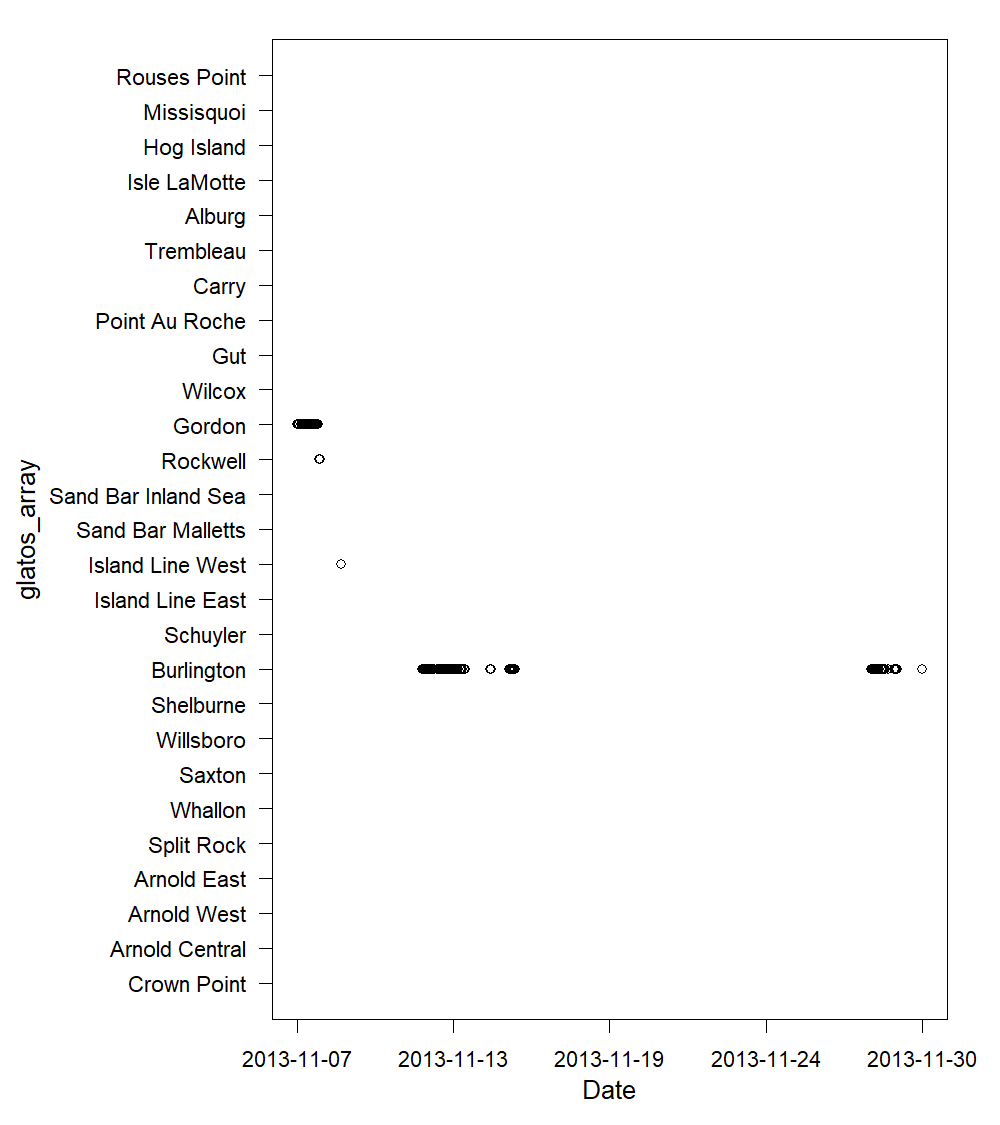 Rouses Point
Missisquoi
Hog Island
Isle LaMotte
Alburg
Trembleau
Carry
Point Au Roche
Gut
Wilcox
Gordon
Rockwell
Sand Bar Inland Sea
Sand Bar Malletts
Island Line West
Island Line East
Schuyler
Burlington
Shelburne
Willsboro
Saxton
Whallon
Split Rock
Arnold East
Arnold West
Arnold Central
Crown Point
glatos_array
2013-11-07 2013-11-13 2013-11-19 2013-11-24 2013-11-30
Date